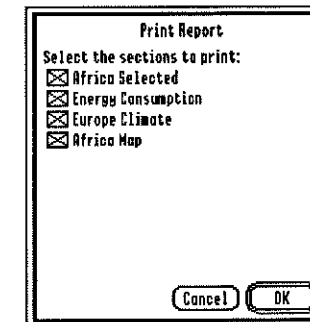 Print Report
Select the sections to print:
Africa Selected
Energy Consumption
Europe Climate
Africa Map
Cancel OK